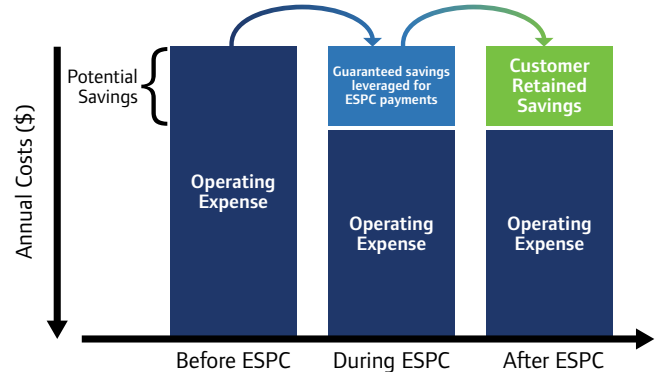 Annual Costs ($)
Potential
Savings
Operating
Expense
Guaranteed savings
leveraged for
ESPC payments
Operating
Expense
Customer
Retained
Savings
Operating
Expense
Before ESPC
During ESPC
After ESPC